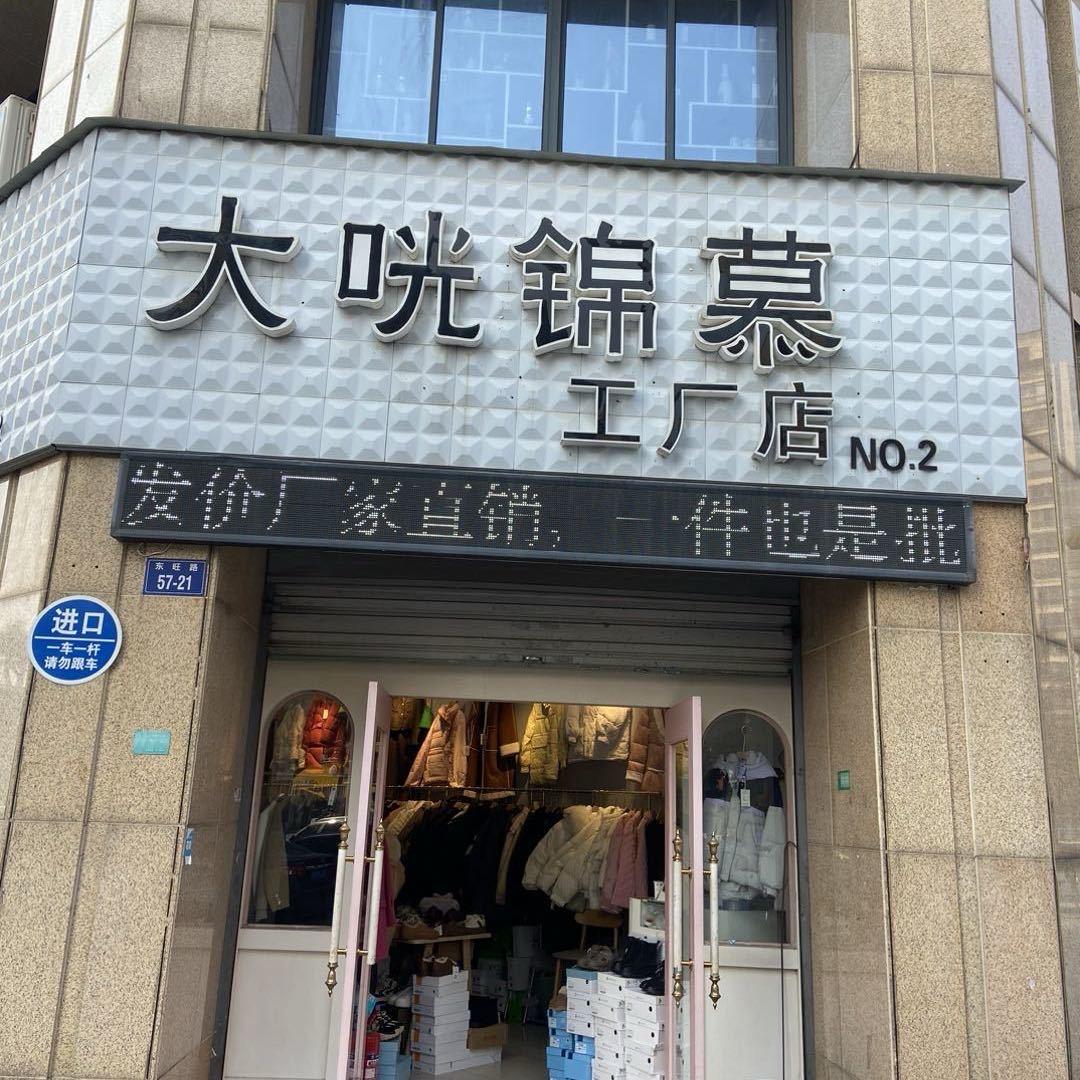 大咣锦慕
工厂店 NO.2
发价厂家直销,一件也是批
东旺路
57-21
进口
一车一杆
请勿跟车